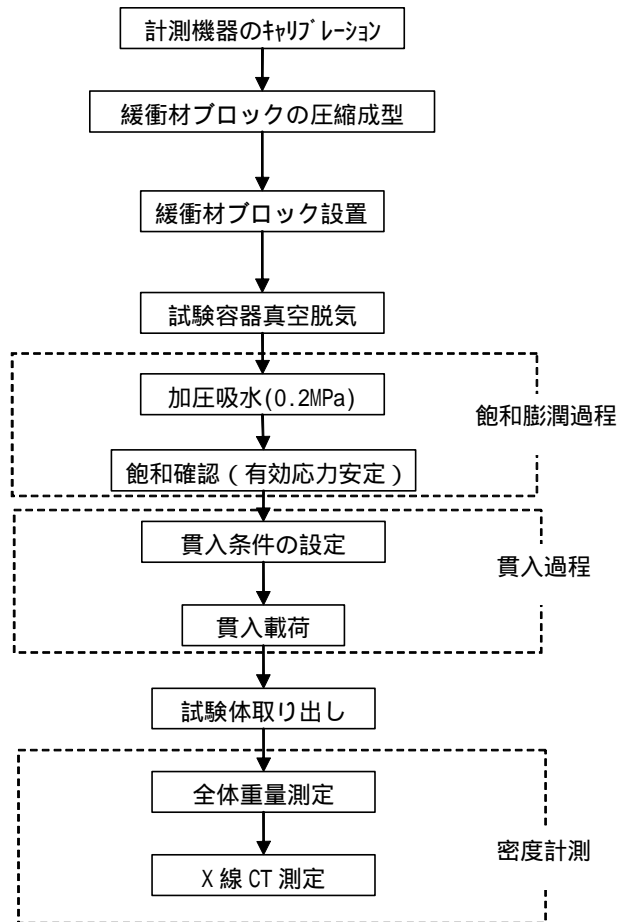 計測機器のｷｬﾘﾌﾞﾚｰｼｮﾝ
緩衝材ブロックの圧縮成型
緩衝材ブロック設置
試験容器真空脱気
加圧吸水(0.2MPa)
飽和膨潤過程
飽和確認（有効応力安定）
貫入条件の設定
貫入過程
貫入載荷
試験体取り出し
全体重量測定
密度計測
X 線 CT 測定